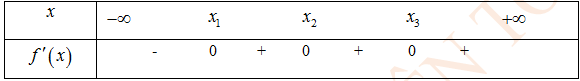 x −∞ x₁ x₂ x₃ +∞
f′(x) - 0 + 0 + 0 +